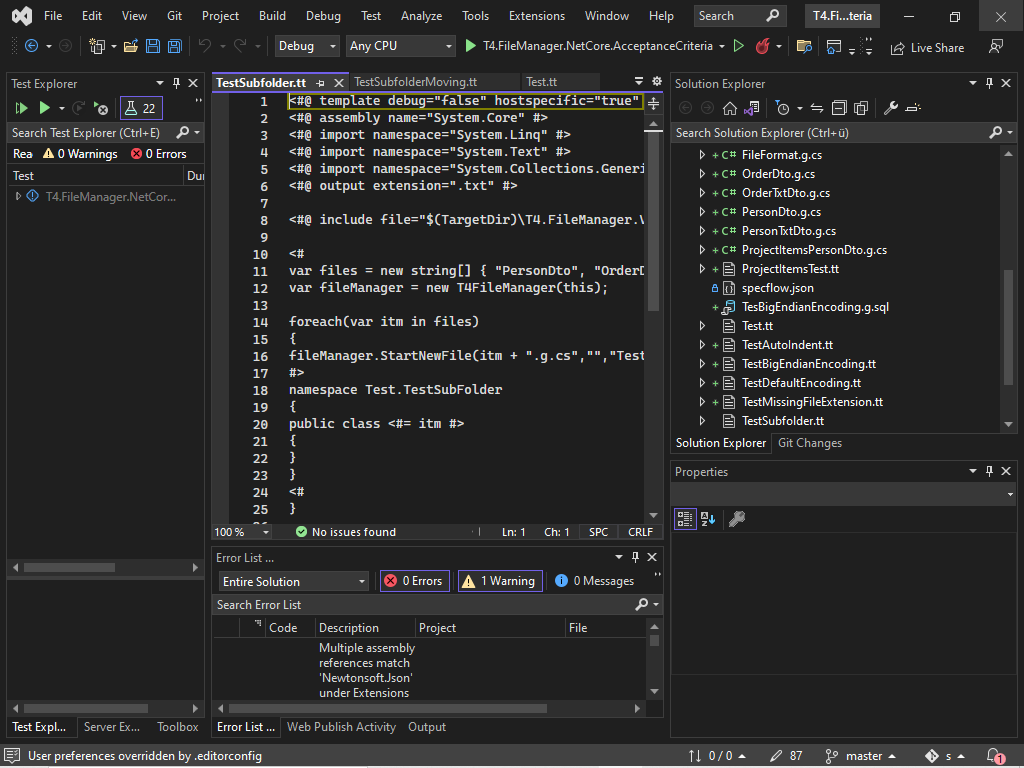 File Edit View Git Project Build Debug Test Analyze Tools Extensions Window Help Search T4.Fi...teria
Debug Any CPU T4.FileManager.NetCore.AcceptanceCriteria Live Share
Test Explorer
22
Search Test Explorer (Ctrl+E)
Rea 0 Warnings 0 Errors
Test Dur
T4.FileManager.NetCor...
TestSubfolder.tt TestSubfolderMoving.tt Test.tt
1 <#@ template debug="false" hostspecific="true"
2 <#@ assembly name="System.Core" #>
3 <#@ import namespace="System.Linq" #>
4 <#@ import namespace="System.Text" #>
5 <#@ import namespace="System.Collections.Generi
6 <#@ output extension=".txt" #>
7
8 <#@ include file="$(TargetDir)\T4.FileManager.V
9
10 <#
11 var files = new string[] { "PersonDto", "OrderD
12 var fileManager = new T4FileManager(this);
13
14 foreach(var itm in files)
15 {
16 fileManager.StartNewFile(itm + ".g.cs","","Test
17 #>
18 namespace Test.TestSubFolder
19 {
20 public class <#= itm #>
21 {
22 }
23 }
24 <#
25 }
100 % No issues found Ln: 1 Ch: 1 SPC CRLF
Error List ...
Entire Solution 0 Errors 1 Warning 0 Messages
Search Error List
Code Description Project File
Multiple assembly
references match
'Newtonsoft.Json'
under Extensions
Test Expl... Server Ex... Toolbox
Error List ... Web Publish Activity Output
Solution Explorer
Search Solution Explorer (Ctrl+ü)
C# FileFormat.g.cs
C# OrderDto.g.cs
C# OrderTxtDto.g.cs
C# PersonDto.g.cs
C# PersonTxtDto.g.cs
C# ProjectItemsPersonDto.g.cs
ProjectItemsTest.tt
specflow.json
TesBigEndianEncoding.g.sql
Test.tt
TestAutoIndent.tt
TestBigEndianEncoding.tt
TestDefaultEncoding.tt
TestMissingFileExtension.tt
TestSubfolder.tt
Solution Explorer Git Changes
Properties
User preferences overridden by .editorconfig 0 / 0 87 master s 1